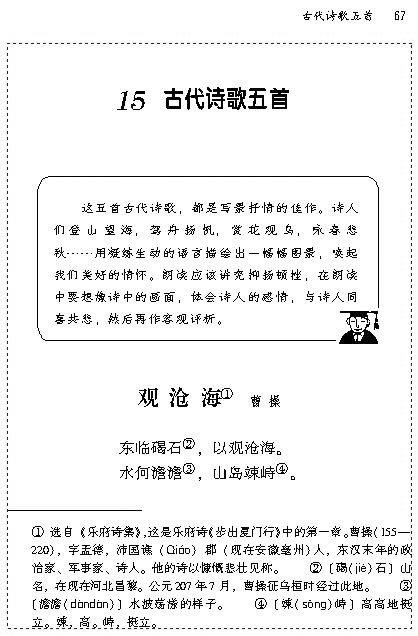 古代诗歌五首 67
15 古代诗歌五首
这五首古代诗歌，都是写景抒情的佳作。诗人
们登山望海，驾舟扬帆，赏花观鸟，咏春悲
秋……用凝练生动的语言描绘出一幅幅图景，唤起
我们美好的情怀。朗读应该讲究抑扬顿挫，在朗读
中要想像诗中的画面，体会诗人的感情，与诗人同
喜共悲，然后再作客观评析。
观沧海① 曹操
东临碣石②，以观沧海。
水何澹澹③，山岛竦峙④。
① 选自《乐府诗集》,这是乐府诗《步出夏门行》中的第一章。曹操(155—
220)，字孟德，沛国谯（Qiáo）郡（现在安徽亳州)人，东汉末年的政
治家、军事家、诗人。他的诗以慷慨悲壮见称。 ②〔碣(jié)石〕山
名，在现在河北昌黎。公元207年7月，曹操征乌桓时经过此地。 ③
〔澹澹(dàndàn)〕水波荡漾的样子。 ④〔竦(sǒng)峙〕高高地挺
立。竦，高。峙，挺立。